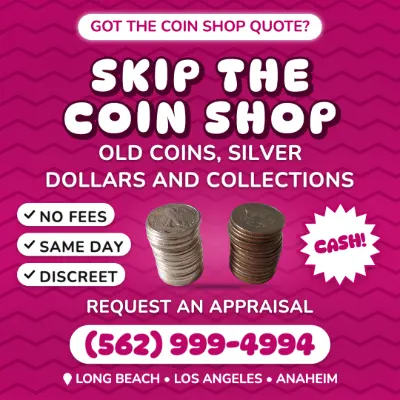 GOT THE COIN SHOP QUOTE?
SKIP THE
COIN SHOP
OLD COINS, SILVER
DOLLARS AND COLLECTIONS
NO FEES
SAME DAY
DISCREET
CASH!
REQUEST AN APPRAISAL
(562) 999-4994
LONG BEACH • LOS ANGELES • ANAHEIM